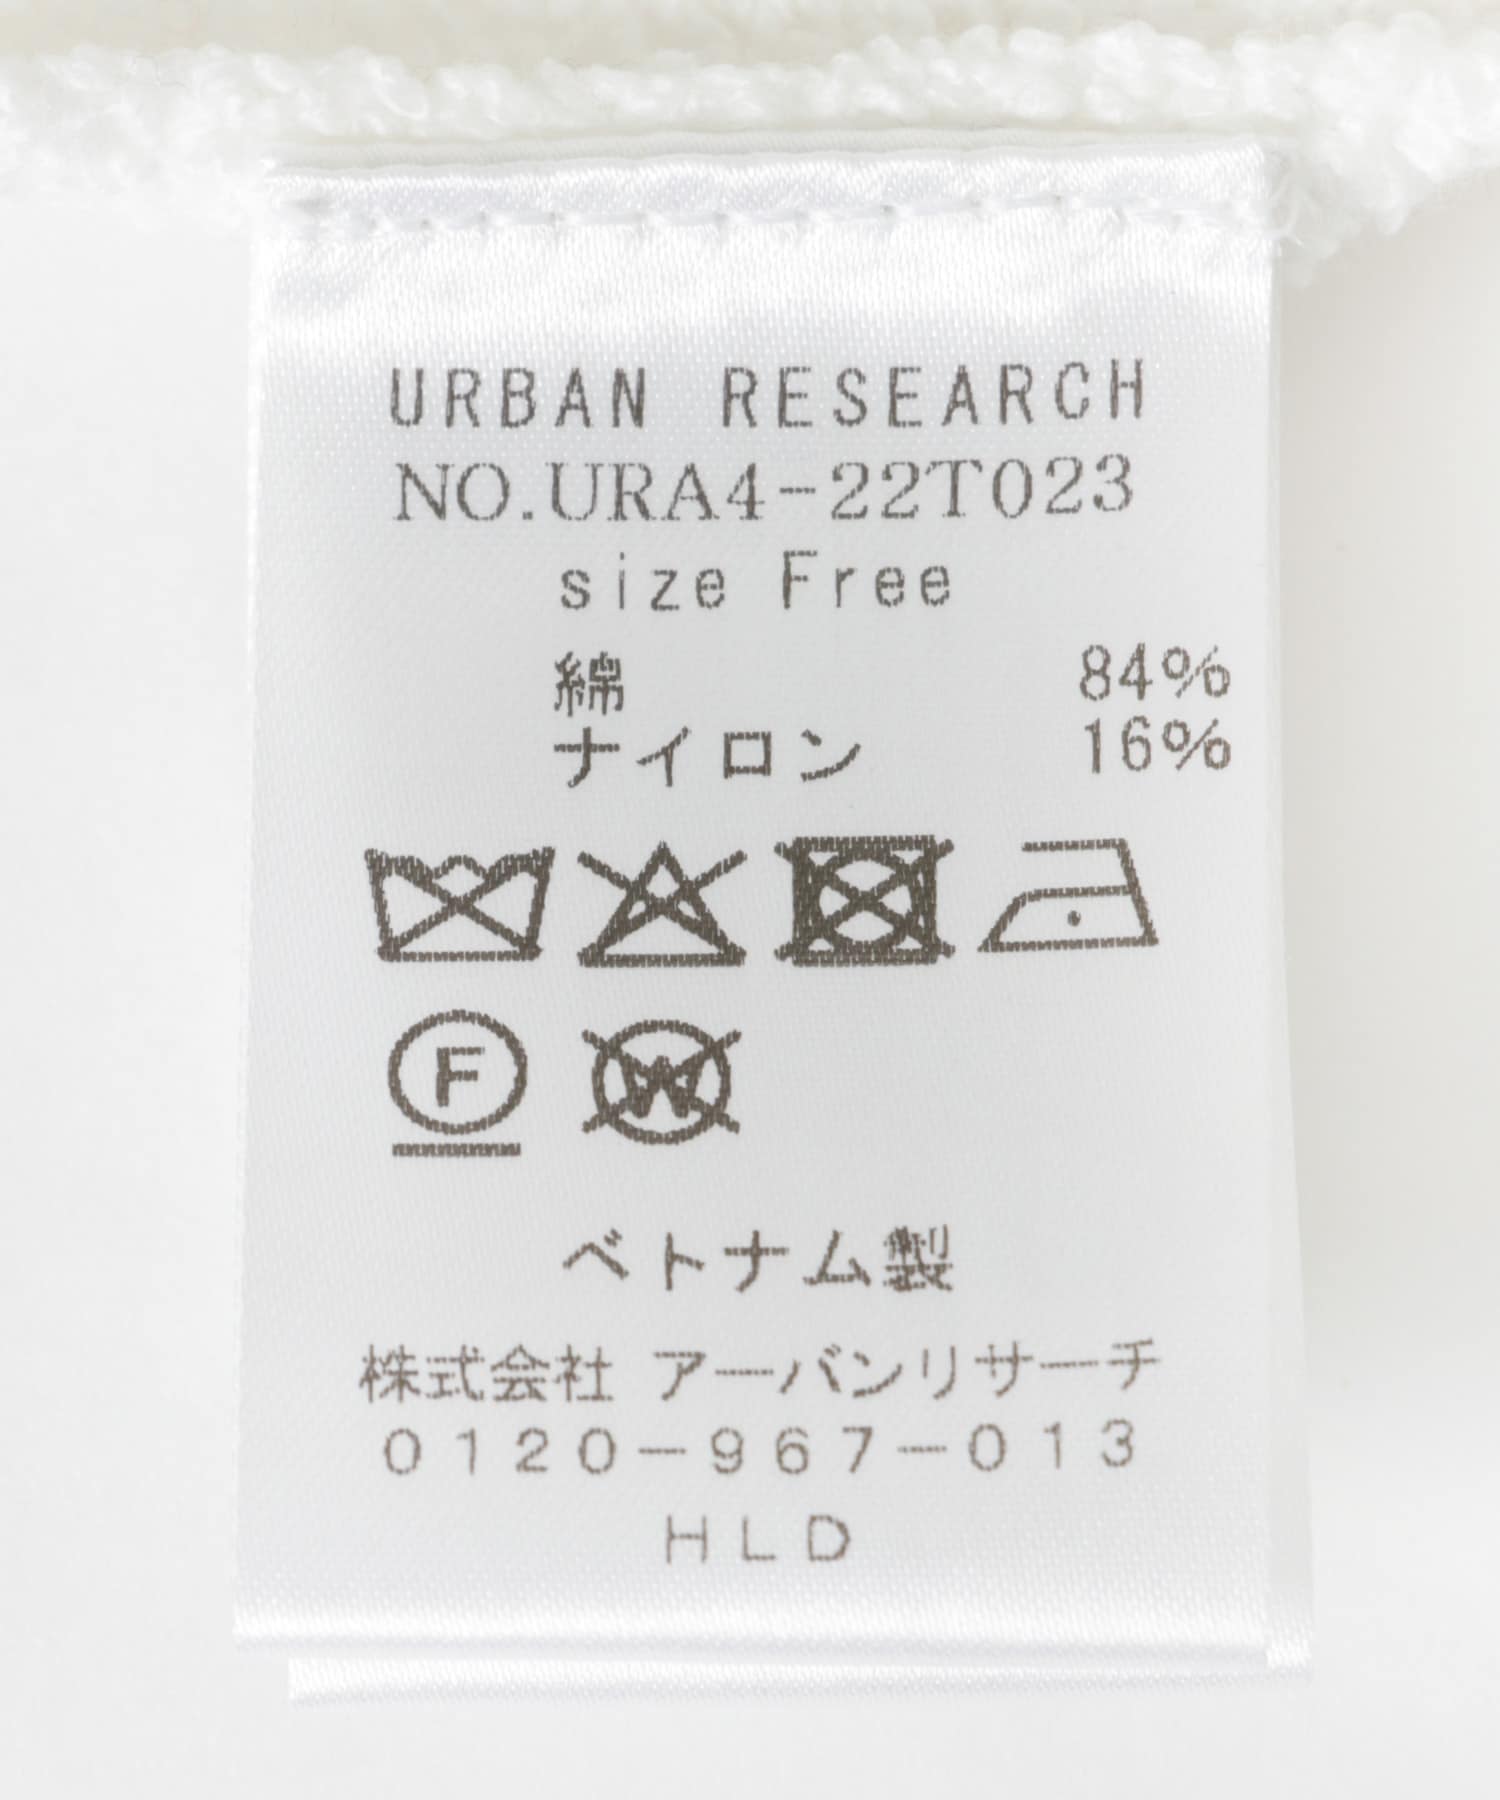 URBAN RESEARCH
NO.URA4-22T023
size Free
綿 84%
ナイロン 16%
F W
ベトナム製
株式会社 アーバンリサーチ
0120-967-013
HLD